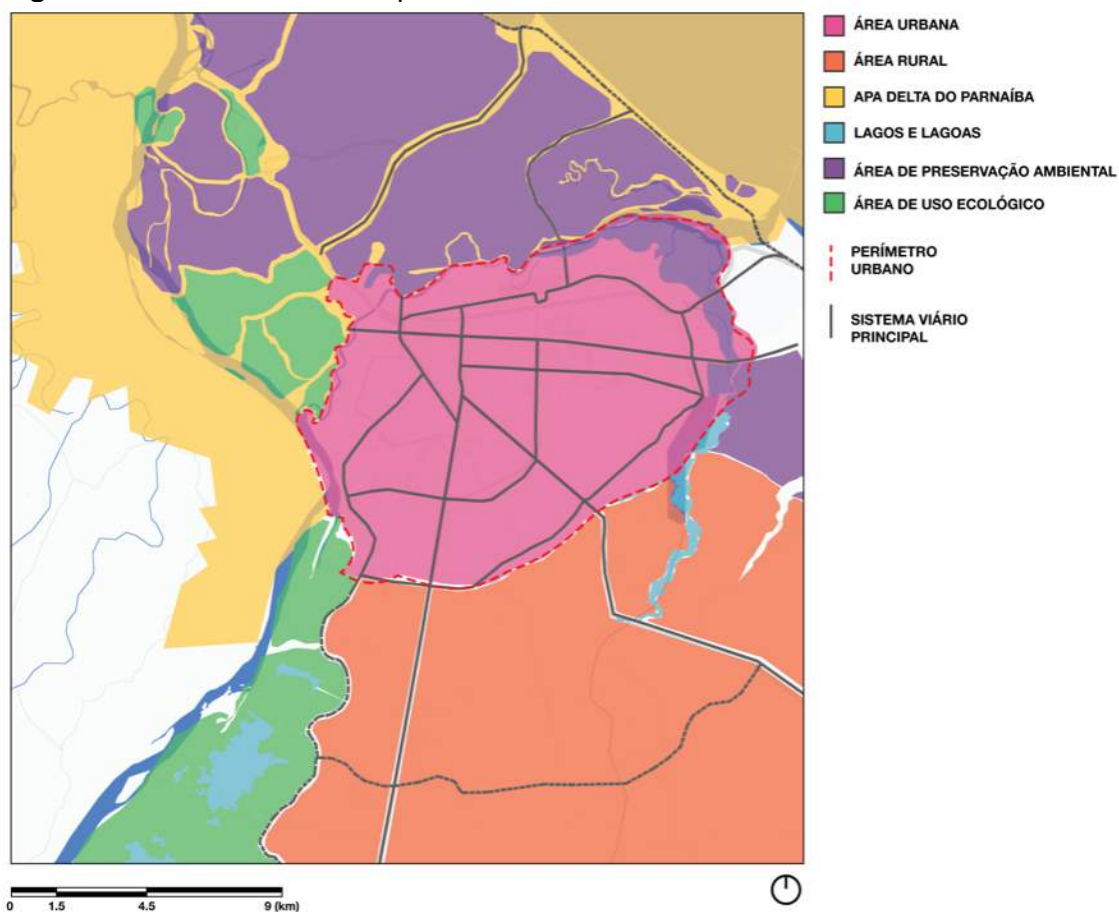 ÁREA URBANA
ÁREA RURAL
APA DELTA DO PARNAÍBA
LAGOS E LAGOAS
ÁREA DE PRESERVAÇÃO AMBIENTAL
ÁREA DE USO ECOLÓGICO
PERÍMETRO
URBANO
SISTEMA VIÁRIO
PRINCIPAL
0 1.5 4.5 9 (km)